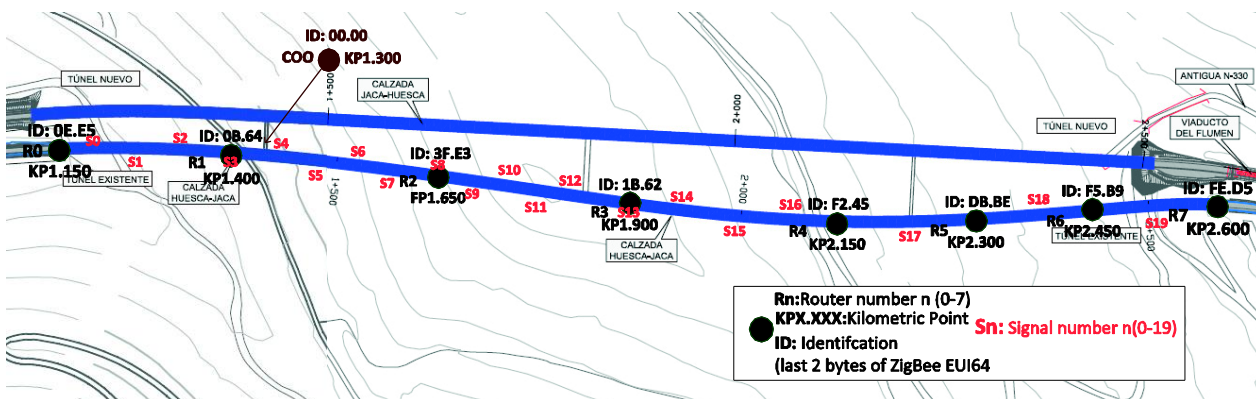 ID: 00.00
COO KP1.300
TÚNEL NUEVO
1+500
CALZADA
JACA-HUESCA
2+000
ANTIGUA N-330
TÚNEL NUEVO
2+500
VIADUCTO
DEL FLUMEN
ID: 0E.E5
S0
R0
KP1.150
S1
TÚNEL EXISTENTE
S2
ID: 0B.64
R1
S3
KP1.400
CALZADA
HUESCA-JACA
S4
S5
1+500
S6
S7
ID: 3F.E3
S8
R2
FP1.650
S9
S10
S11
S12
ID: 1B.62
R3
S13
KP1.900
CALZADA
HUESCA-JACA
S14
S15
2+000
S16
ID: F2.45
R4
KP2.150
S17
ID: DB.BE
R5
KP2.300
S18
ID: F5.B9
R6
KP2.450
TÚNEL EXISTENTE
S19
ID: FE.D5
R7
KP2.600
Rn:Router number n (0-7)
KPX.XXX:Kilometric Point
Sn: Signal number n(0-19)
ID: Identifcation
(last 2 bytes of ZigBee EUI64